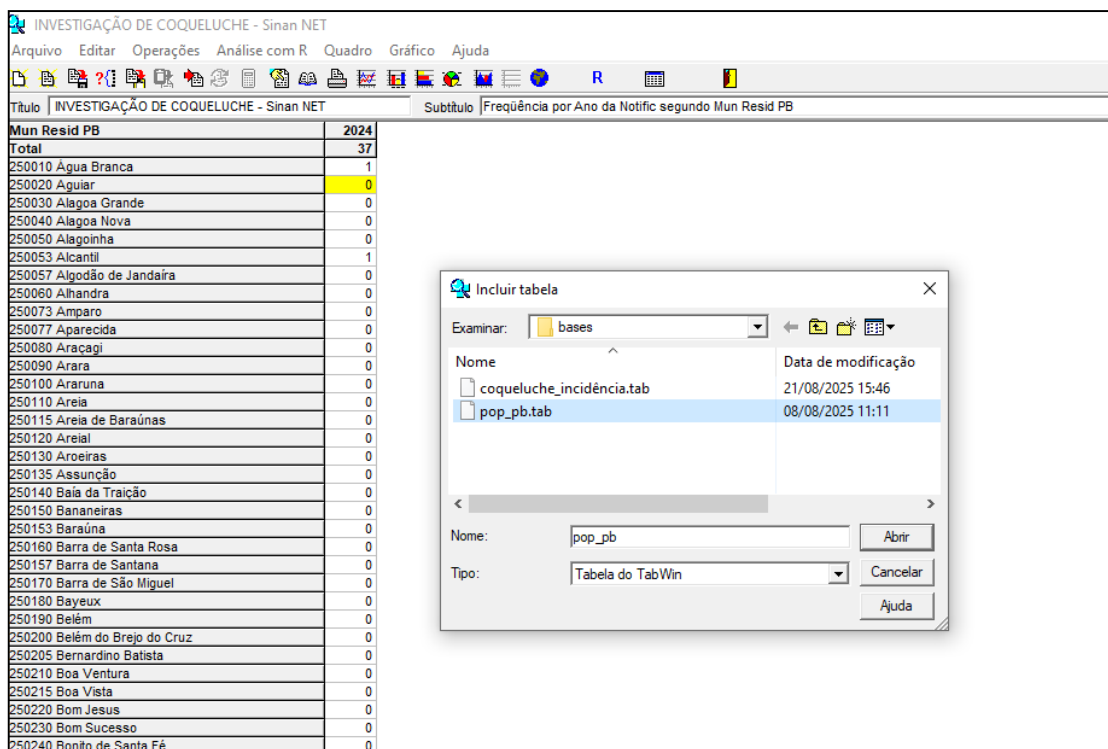 INVESTIGAÇÃO DE COQUELUCHE - Sinan NET
Arquivo Editar Operações Análise com R Quadro Gráfico Ajuda
R
Título INVESTIGAÇÃO DE COQUELUCHE - Sinan NET Subtítulo Freqüência por Ano da Notific segundo Mun Resid PB
Mun Resid PB 2024
Total 37
250010 Água Branca 1
250020 Aguiar 0
250030 Alagoa Grande 0
250040 Alagoa Nova 0
250050 Alagoinha 0
250053 Alcantil 1
250057 Algodão de Jandaíra 0
250060 Alhandra 0
250073 Amparo 0
250077 Aparecida 0
250080 Araçagi 0
250090 Arara 0
250100 Araruna 0
250110 Areia 0
250115 Areia de Baraúnas 0
250120 Areial 0
250130 Aroeiras 0
250135 Assunção 0
250140 Baía da Traição 0
250150 Bananeiras 0
250153 Baraúna 0
250160 Barra de Santa Rosa 0
250157 Barra de Santana 0
250170 Barra de São Miguel 0
250180 Bayeux 0
250190 Belém 0
250200 Belém do Brejo do Cruz 0
250205 Bernardino Batista 0
250210 Boa Ventura 0
250215 Boa Vista 0
250220 Bom Jesus 0
250230 Bom Sucesso 0
250240 Bonito de Santa Fé 0
Incluir tabela
Examinar: bases
Nome Data de modificação
coqueluche_incidência.tab 21/08/2025 15:46
pop_pb.tab 08/08/2025 11:11
Nome: pop_pb Abrir
Tipo: Tabela do TabWin Cancelar
Ajuda